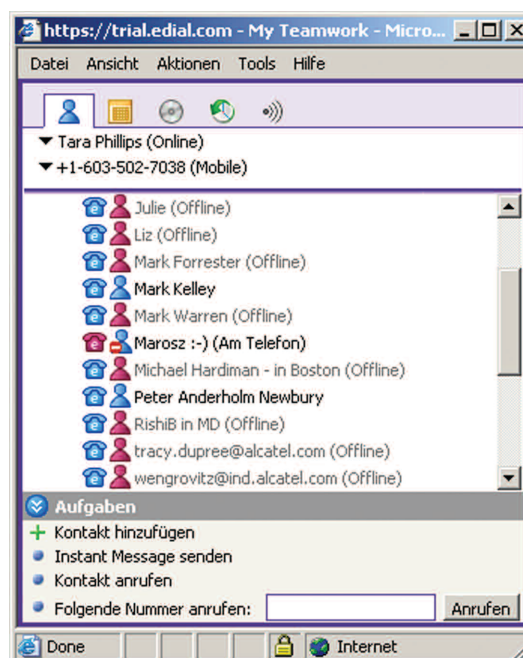 https://trial.edial.com - My Teamwork - Micro...
Datei Ansicht Aktionen Tools Hilfe
Tara Phillips (Online)
+1-603-502-7038 (Mobile)
Julie (Offline)
Liz (Offline)
Mark Forrester (Offline)
Mark Kelley
Mark Warren (Offline)
Marosz :-) (Am Telefon)
Michael Hardiman - in Boston (Offline)
Peter Anderholm Newbury
RishiB in MD (Offline)
tracy.dupree@alcatel.com (Offline)
wengrovitz@ind.alcatel.com (Offline)
Aufgaben
Kontakt hinzufügen
Instant Message senden
Kontakt anrufen
Folgende Nummer anrufen: Anrufen
Done Internet